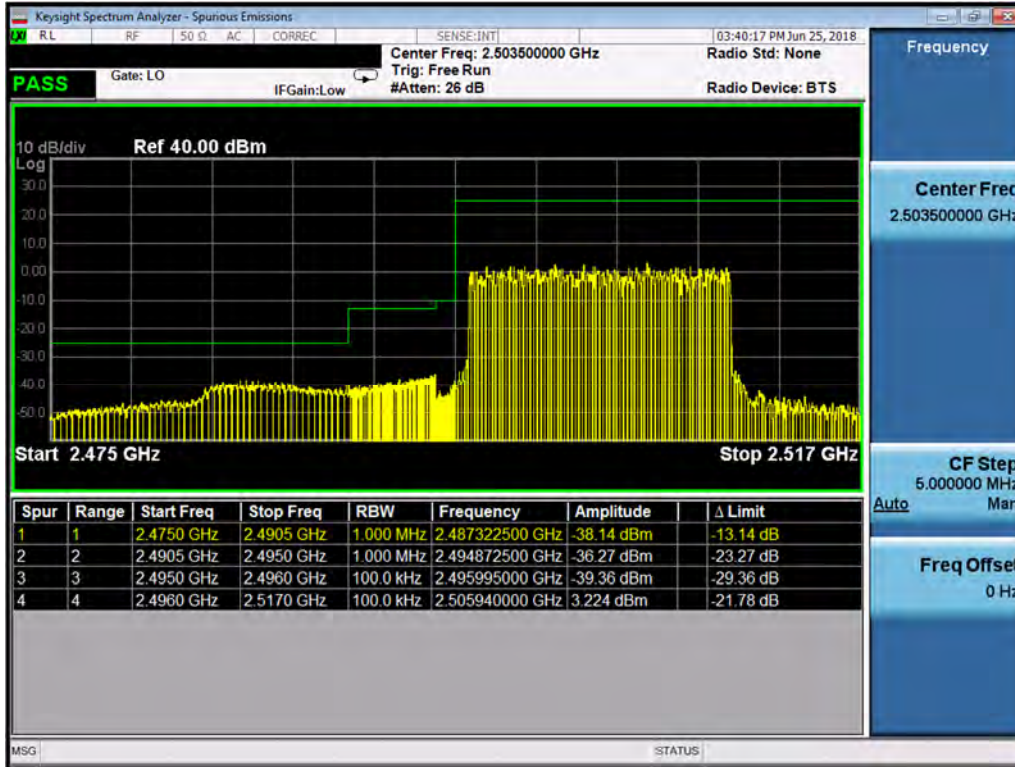 Keysight Spectrum Analyzer - Spurious Emissions
LXI RL RF 50 Ω AC CORREC SENSE:INT 03:40:17 PM Jun 25, 2018
Center Freq: 2.503500000 GHz Radio Std: None
PASS Gate: LO Trig: Free Run
IFGain:Low #Atten: 26 dB Radio Device: BTS
10 dB/div Ref 40.00 dBm
Log
30.0
20.0
10.0
0.00
-10.0
-20.0
-30.0
-40.0
-50.0
Start 2.475 GHz Stop 2.517 GHz
Spur Range Start Freq Stop Freq RBW Frequency Amplitude Δ Limit
1 1 2.4750 GHz 2.4905 GHz 1.000 MHz 2.487322500 GHz -38.14 dBm -13.14 dB
2 2 2.4905 GHz 2.4950 GHz 1.000 MHz 2.494872500 GHz -36.27 dBm -23.27 dB
3 3 2.4950 GHz 2.4960 GHz 100.0 kHz 2.495995000 GHz -39.36 dBm -29.36 dB
4 4 2.4960 GHz 2.5170 GHz 100.0 kHz 2.505940000 GHz 3.224 dBm -21.78 dB
MSG STATUS
Frequency
Center Freq
2.503500000 GHz
CF Step
5.000000 MHz
Auto Man
Freq Offset
0 Hz